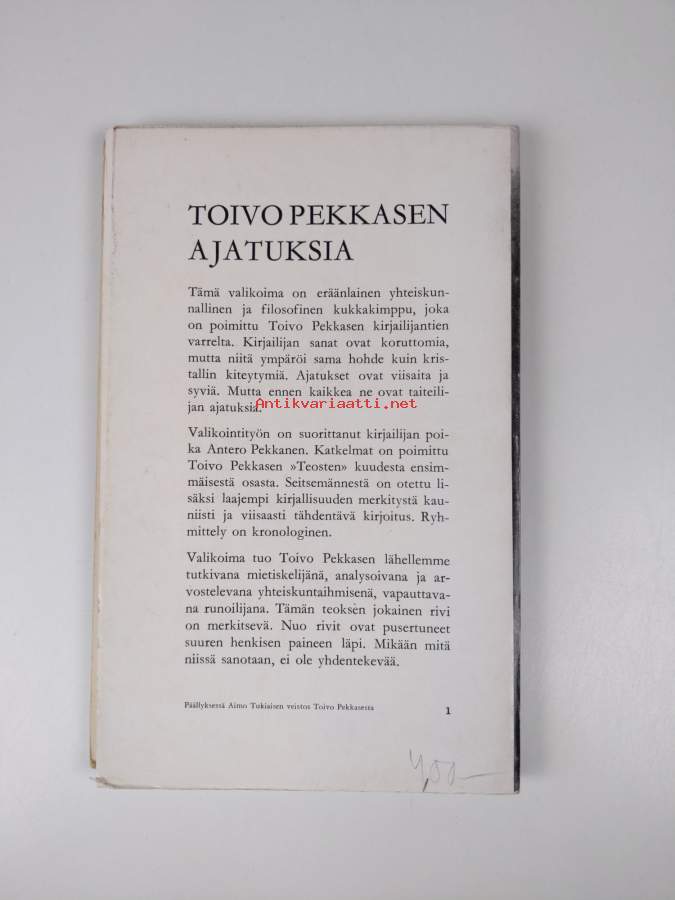 TOIVO PEKKASEN
AJATUKSIA
Tämä valikoima on eräänlainen yhteiskun-
nallinen ja filosofinen kukkakimppu, joka
on poimittu Toivo Pekkasen kirjailijantien
varrelta. Kirjailijan sanat ovat koruttomia,
mutta niitä ympäröi sama hohde kuin kris-
tallin kiteytymiä. Ajatukset ovat viisaita ja
syviä. Mutta ennen kaikkea ne ovat taiteili-
jan ajatuksia.
Antikvariaatti.net
Valikointityön on suorittanut kirjailijan poi-
ka Antero Pekkanen. Katkelmat on poimittu
Toivo Pekkasen »Teosten» kuudesta ensim-
mäisestä osasta. Seitsemännestä on otettu li-
säksi laajempi kirjallisuuden merkitystä kau-
niisti ja viisaasti tähdentävä kirjoitus. Ryh-
mittely on kronologinen.
Valikoima tuo Toivo Pekkasen lähellemme
tutkivana mietiskelijänä, analysoivana ja ar-
vostelevana yhteiskuntaihmisenä, vapauttava-
na runoilijana. Tämän teoksen jokainen rivi
on merkitsevä. Nuo rivit ovat pusertuneet
suuren henkisen paineen läpi. Mikään mitä
niissä sanotaan, ei ole yhdentekevää.
Päällyksessä Aimo Tukiaisen veistos Toivo Pekkasesta
1
4,50—